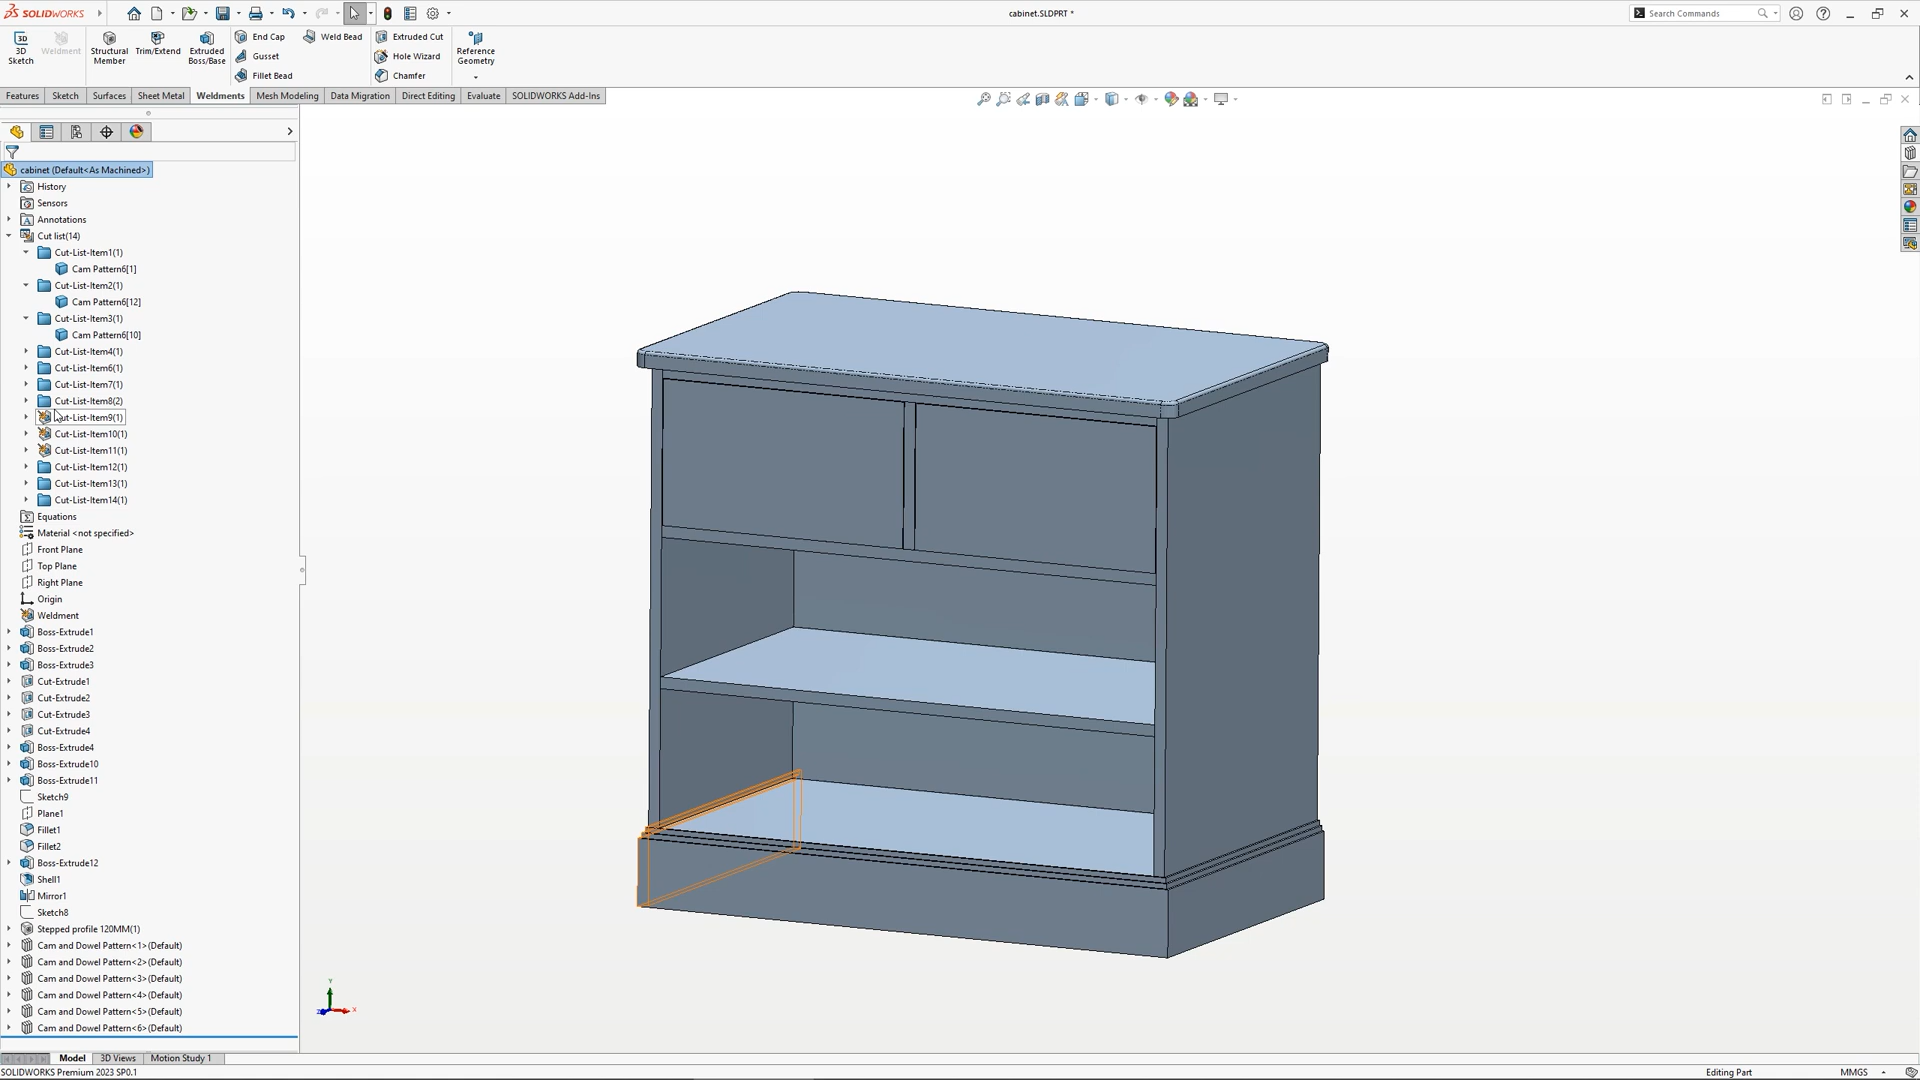 SOLIDWORKS
cabinet.SLDPRT *
Search Commands
3D Sketch
Weldment
Structural Member
Trim/Extend
Extruded Boss/Base
End Cap
Gusset
Fillet Bead
Weld Bead
Extruded Cut
Hole Wizard
Chamfer
Reference Geometry
Features
Sketch
Surfaces
Sheet Metal
Weldments
Mesh Modeling
Data Migration
Direct Editing
Evaluate
SOLIDWORKS Add-Ins
cabinet (Default<As Machined>)
History
Sensors
Annotations
Cut list(14)
Cut-List-Item1(1)
Cam Pattern6[1]
Cut-List-Item2(1)
Cam Pattern6[12]
Cut-List-Item3(1)
Cam Pattern6[10]
Cut-List-Item4(1)
Cut-List-Item6(1)
Cut-List-Item7(1)
Cut-List-Item8(2)
Cut-List-Item9(1)
Cut-List-Item10(1)
Cut-List-Item11(1)
Cut-List-Item12(1)
Cut-List-Item13(1)
Cut-List-Item14(1)
Equations
Material <not specified>
Front Plane
Top Plane
Right Plane
Origin
Weldment
Boss-Extrude1
Boss-Extrude2
Boss-Extrude3
Cut-Extrude1
Cut-Extrude2
Cut-Extrude3
Cut-Extrude4
Boss-Extrude4
Boss-Extrude10
Boss-Extrude11
Sketch9
Plane1
Fillet1
Fillet2
Boss-Extrude12
Shell1
Mirror1
Sketch8
Stepped profile 120MM(1)
Cam and Dowel Pattern<1>(Default)
Cam and Dowel Pattern<2>(Default)
Cam and Dowel Pattern<3>(Default)
Cam and Dowel Pattern<4>(Default)
Cam and Dowel Pattern<5>(Default)
Cam and Dowel Pattern<6>(Default)
Y
X
Z
Model
3D Views
Motion Study 1
SOLIDWORKS Premium 2023 SP0.1
Editing Part
MMGS